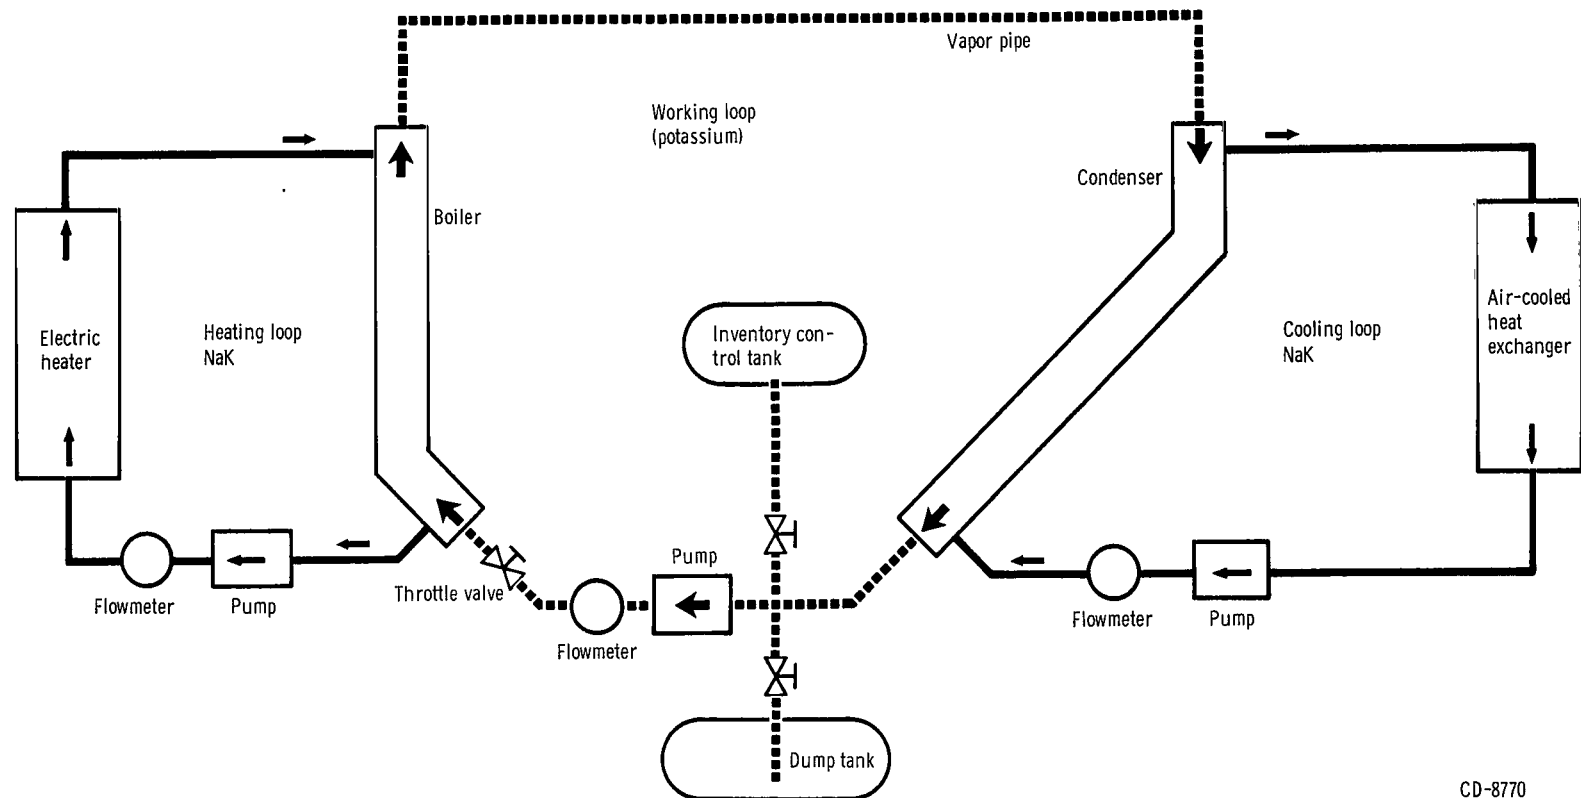 Vapor pipe
Working loop
(potassium)
Condenser
Boiler
Electric
heater
Heating loop
NaK
Inventory con-
trol tank
Cooling loop
NaK
Air-cooled
heat
exchanger
Flowmeter
Pump
Throttle valve
Flowmeter
Pump
Flowmeter
Pump
Dump tank
CD-8770